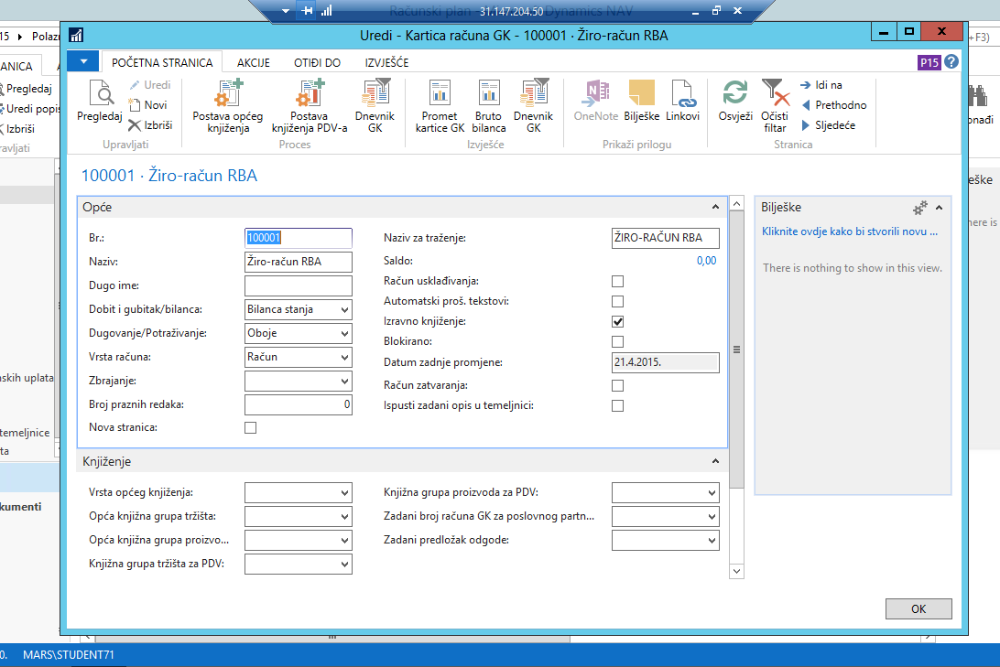 Računski plan - Dynamics NAV
31.147.204.50
Uredi - Kartica računa GK - 100001 · Žiro-račun RBA
15 Polazn
+F3)
ANICA
Pregledaj
Uredi popis
Izbriši
ravljati
onađi
POČETNA STRANICA AKCIJE OTIĐI DO IZVJEŠĆE
P15 ?
Pregledaj
Uredi
Novi
Izbriši
Upravljati
Postava općeg knjiženja
Postava knjiženja PDV-a
Dnevnik GK
Proces
Promet kartice GK
Bruto bilanca
Dnevnik GK
Izvješće
OneNote
Bilješke
Linkovi
Prikaži prilogu
Osvježi
Očisti filtar
Idi na
Prethodno
Sljedeće
Stranica
100001 · Žiro-račun RBA
Opće
Br.: 100001
Naziv: Žiro-račun RBA
Dugo ime:
Dobit i gubitak/bilanca: Bilanca stanja
Dugovanje/Potraživanje: Oboje
Vrsta računa: Račun
Zbrajanje:
Broj praznih redaka: 0
Nova stranica:
Naziv za traženje: ŽIRO-RAČUN RBA
Saldo: 0,00
Račun usklađivanja:
Automatski proš. tekstovi:
Izravno knjiženje:
Blokirano:
Datum zadnje promjene: 21.4.2015.
Račun zatvaranja:
Ispusti zadani opis u temeljnici:
Knjiženje
Vrsta općeg knjiženja:
Opća knjižna grupa tržišta:
Opća knjižna grupa proizvo...
Knjižna grupa tržišta za PDV:
Knjižna grupa proizvoda za PDV:
Zadani broj računa GK za poslovnog partn...
Zadani predložak odgode:
Bilješke
Kliknite ovdje kako bi stvorili novu ...
There is nothing to show in this view.
eške
here is
nskih uplata
temeljnice
ta
kumenti
OK
0. MARS\STUDENT71